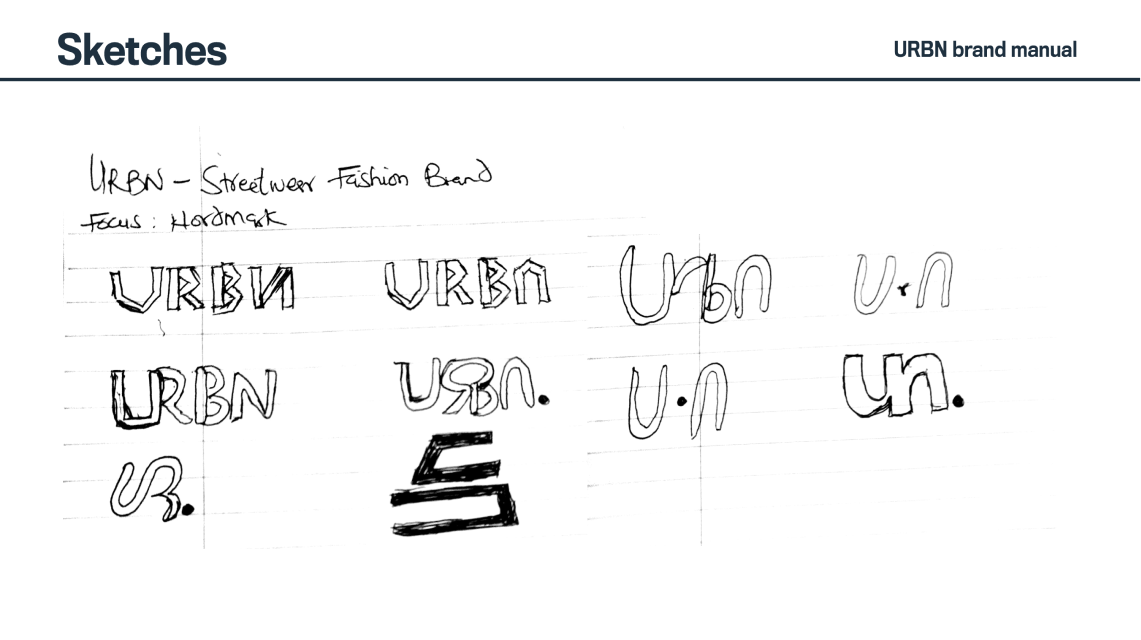 Sketches
URBN brand manual
URBN – Streetwear Fashion Brand
Focus: Wordmark
URBN URBN Urbn U·n
URBN URBN. U·n un.
UR.